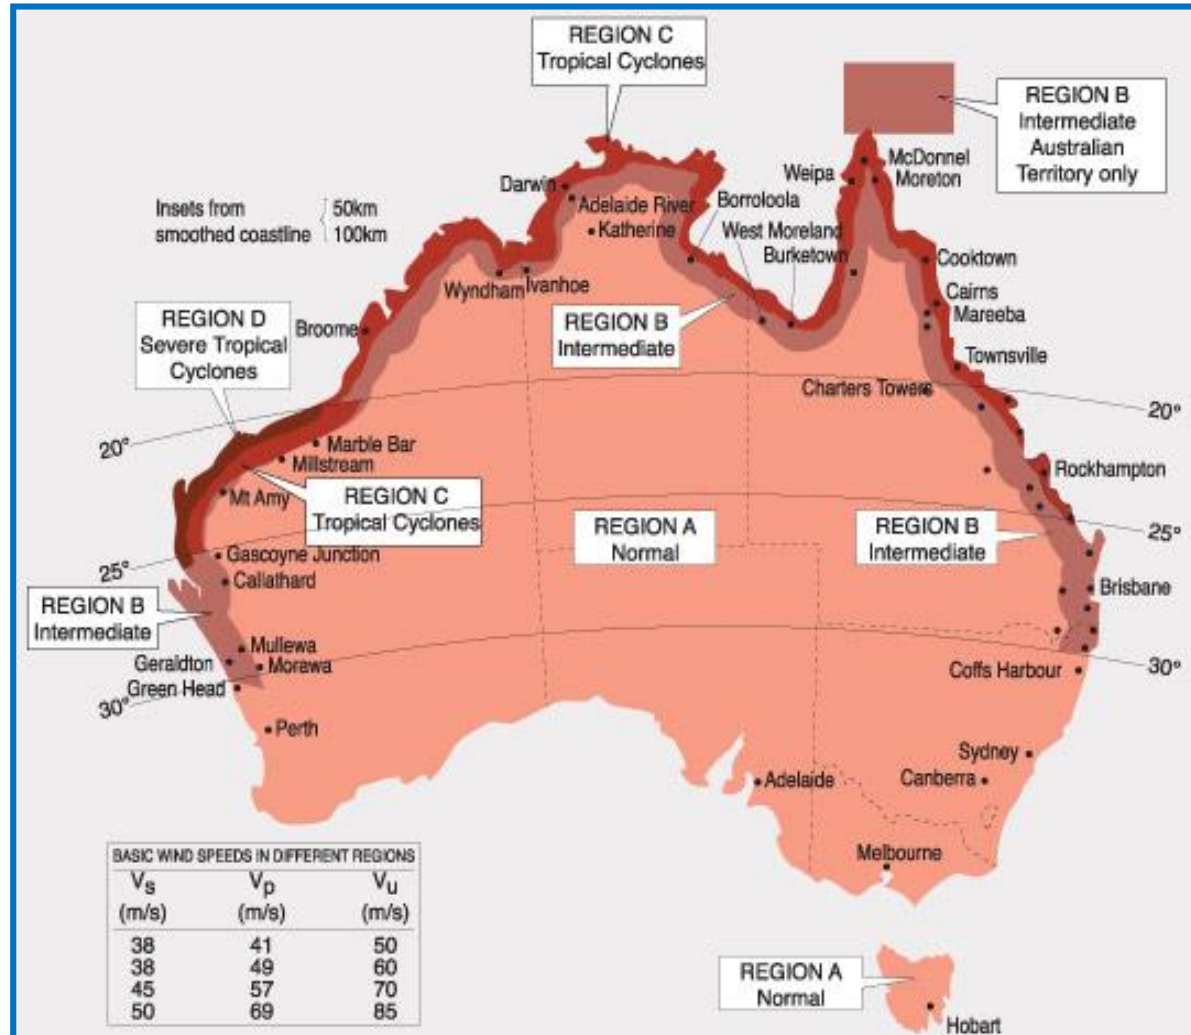 REGION C
Tropical Cyclones
REGION B
Intermediate
Australian
Territory only
McDonnel
Weipa
Moreton
Darwin
Adelaide River
Borroloola
Insets from
50km
smoothed coastline
100km
Katherine
West Moreland
Burketown
Cooktown
Wyndham
Ivanhoe
Cairns
Mareeba
REGION D
Severe Tropical
Cyclones
Broome
REGION B
Intermediate
Townsville
Charters Towers
20°
20°
Marble Bar
Millstream
Rockhampton
Mt Amy
REGION C
Tropical Cyclones
REGION A
Normal
REGION B
Intermediate
25°
25°
Gascoyne Junction
Callathard
Brisbane
REGION B
Intermediate
Mullewa
Geraldton
Morawa
Green Head
Coffs Harbour
30°
30°
Perth
Sydney
Adelaide
Canberra
Melbourne
BASIC WIND SPEEDS IN DIFFERENT REGIONS
Vs Vp Vu
(m/s) (m/s) (m/s)
38 41 50
38 49 60
45 57 70
50 69 85
REGION A
Normal
Hobart